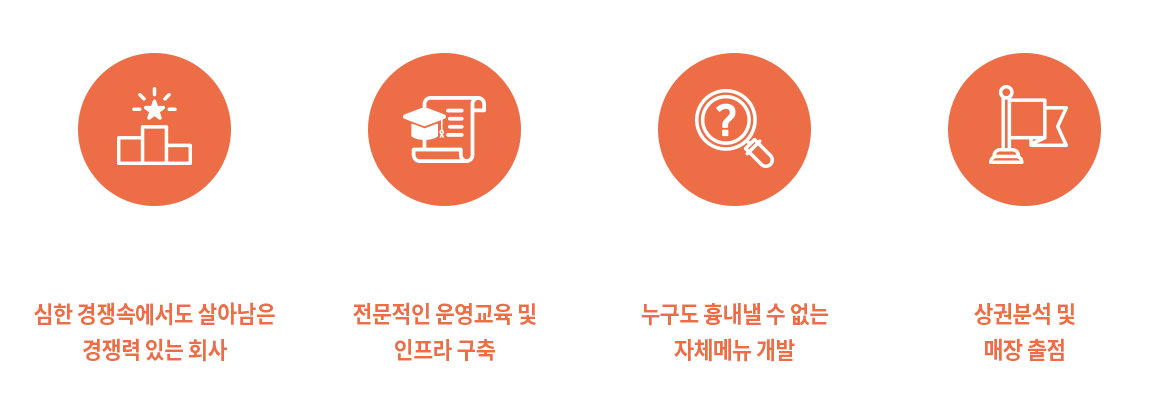 심한 경쟁속에서도 살아남은
경쟁력 있는 회사
전문적인 운영교육 및
인프라 구축
?
누구도 흉내낼 수 없는
자체메뉴 개발
상권분석 및
매장 출점